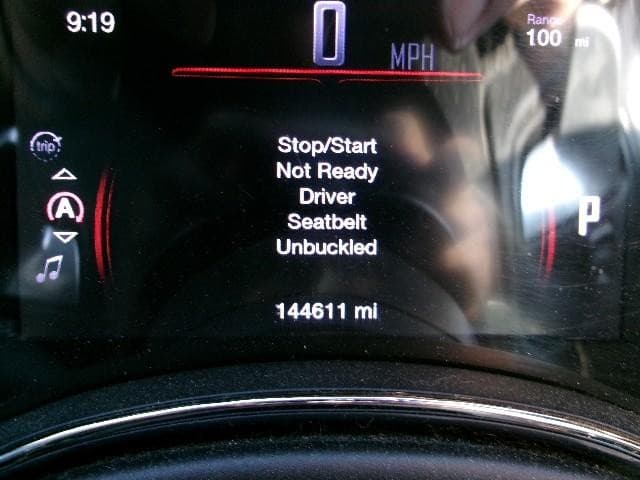 9:19
0
MPH
Range
100 mi
trip
A
Stop/Start
Not Ready
Driver
Seatbelt
Unbuckled
P
144611 mi